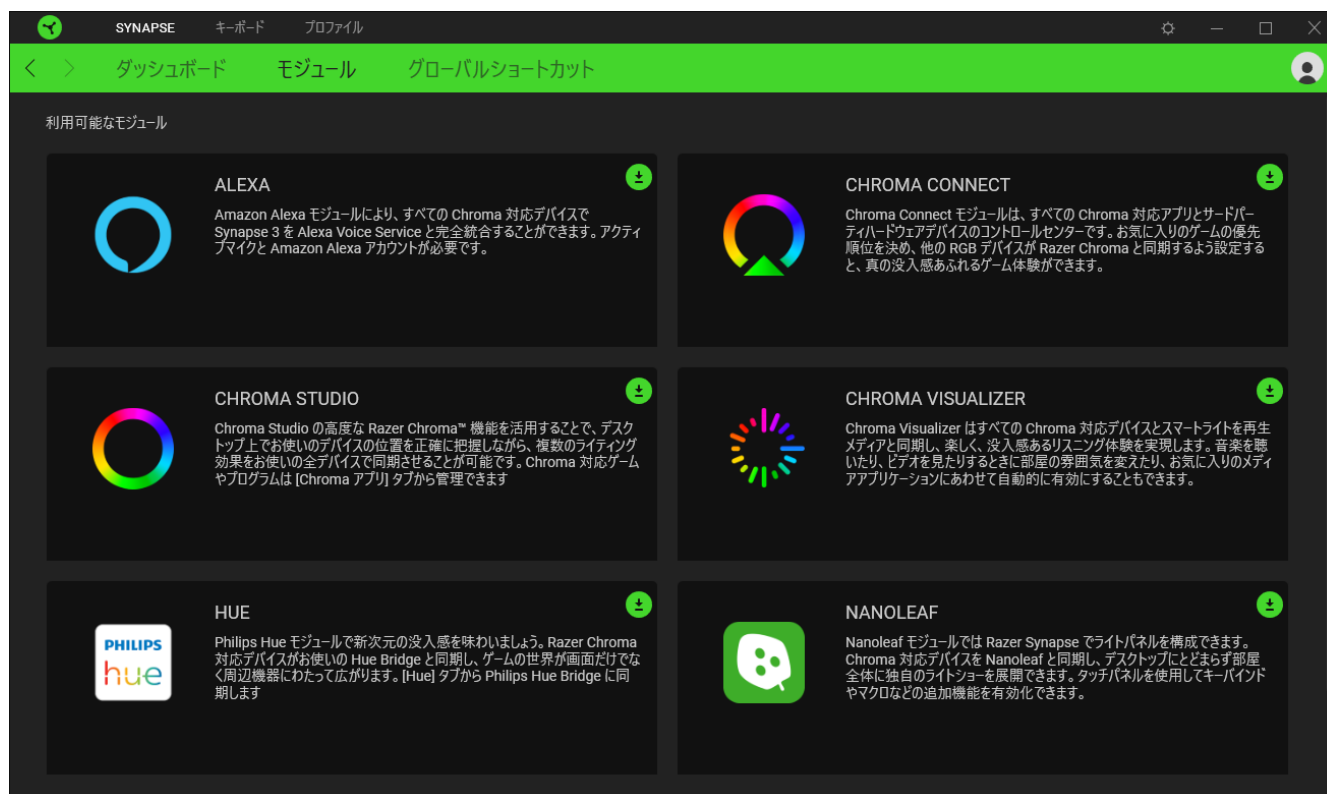 SYNAPSE キーボード プロファイル
ダッシュボード モジュール グローバルショートカット
利用可能なモジュール
ALEXA
Amazon Alexa モジュールにより、すべての Chroma 対応デバイスで
Synapse 3 を Alexa Voice Service と完全統合することができます。アクティ
ブマイクと Amazon Alexa アカウントが必要です。
CHROMA CONNECT
Chroma Connect モジュールは、すべての Chroma 対応アプリとサードパー
ティハードウェアデバイスのコントロールセンターです。お気に入りのゲームの優先
順位を決め、他の RGB デバイスが Razer Chroma と同期するよう設定する
と、真の没入感あふれるゲーム体験ができます。
CHROMA STUDIO
Chroma Studio の高度な Razer Chroma™ 機能を活用することで、デスク
トップ上でお使いのデバイスの位置を正確に把握しながら、複数のライティング
効果をお使いの全デバイスで同期させることが可能です。Chroma 対応ゲーム
やプログラムは [Chroma アプリ] タブから管理できます
CHROMA VISUALIZER
Chroma Visualizer はすべての Chroma 対応デバイスとスマートライトを再生
メディアと同期し、楽しく、没入感あるリスニング体験を実現します。音楽を聴
いたり、ビデオを見たりするときに部屋の雰囲気を変えたり、お気に入りのメディ
アアプリケーションにあわせて自動的に有効にすることもできます。
PHILIPS
hue
HUE
Philips Hue モジュールで新次元の没入感を味わいましょう。Razer Chroma
対応デバイスがお使いの Hue Bridge と同期し、ゲームの世界が画面だけでな
く周辺機器にわたって広がります。[Hue] タブから Philips Hue Bridge に同
期します
NANOLEAF
Nanoleaf モジュールでは Razer Synapse でライトパネルを構成できます。
Chroma 対応デバイスを Nanoleaf と同期し、デスクトップにとどまらず部屋
全体に独自のライトショーを展開できます。タッチパネルを使用してキーバインド
やマクロなどの追加機能を有効化できます。